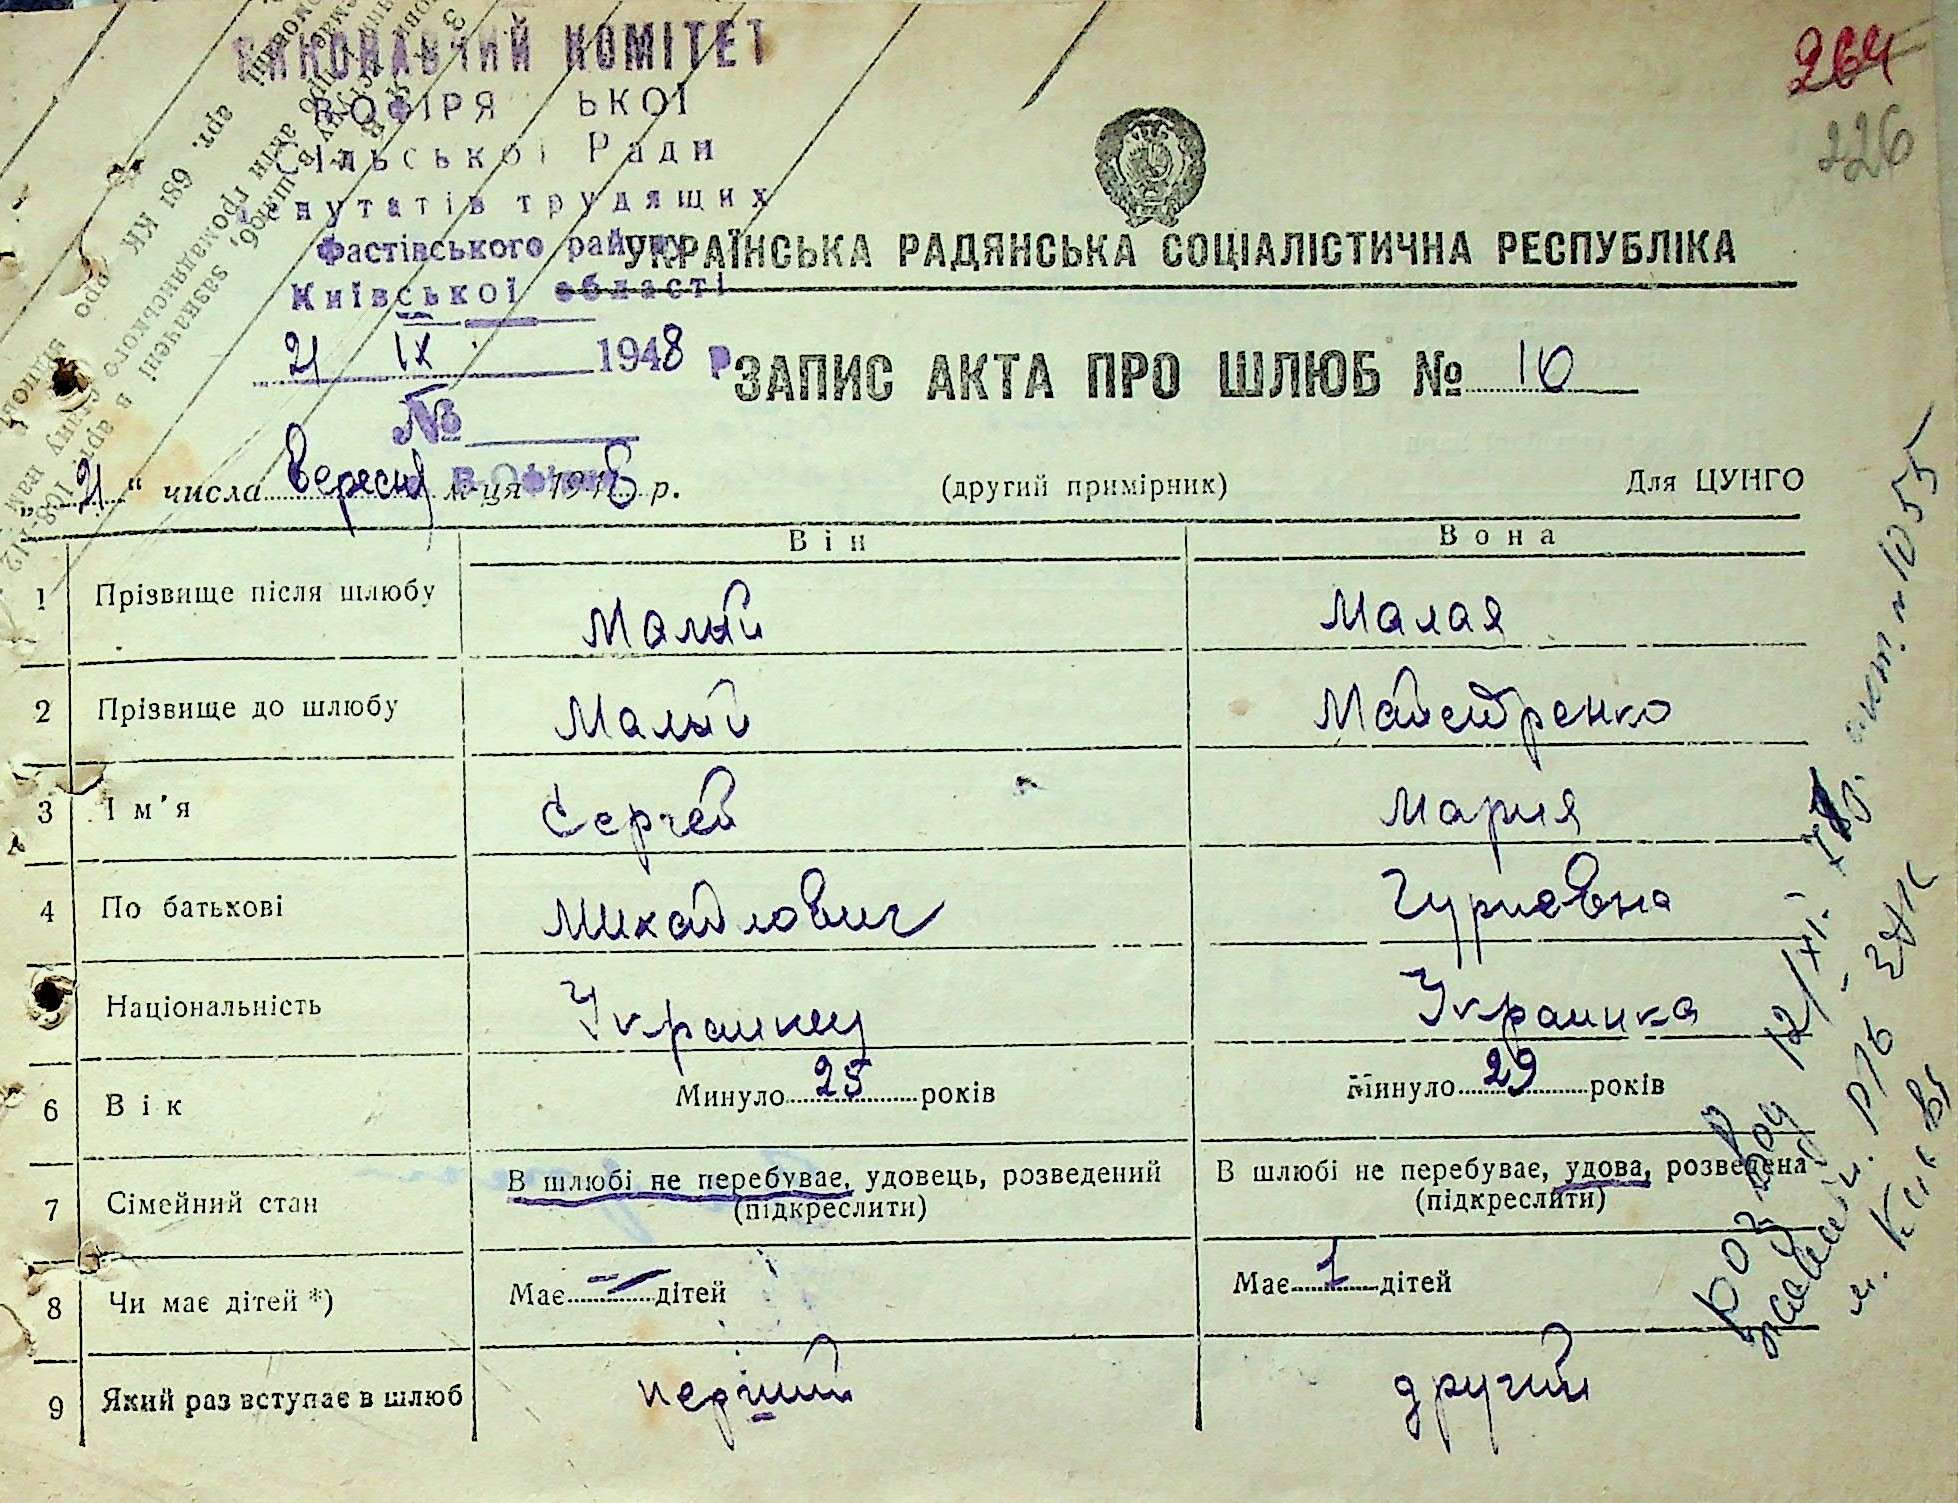 264
226
ВИКОНАВЧИЙ КОМІТЕТ
Сільської Ради
депутатів трудящих
Фастівського району
Київської області
21 IX 1948 р
№
УКРАЇНСЬКА РАДЯНСЬКА СОЦІАЛІСТИЧНА РЕСПУБЛІКА
ЗАПИС АКТА ПРО ШЛЮБ № 10
„21“ числа вересня м-ця 1948 р.
(другий примірник)
Для ЦУНГО
Він Вона
1 Прізвище після шлюбу Малый Малая
2 Прізвище до шлюбу Малый Майстренко
3 Ім'я Сергей Мария
4 По батькові Михайлович Гуриевна
Національність Украинец Украинка
6 Вік Минуло 25 років Минуло 29 років
7 Сімейний стан В шлюбі не перебуває, удовець, розведений В шлюбі не перебуває, удова, розведена
(підкреслити) (підкреслити)
8 Чи має дітей *) Має — дітей Має 1 дітей
9 Який раз вступає в шлюб перший другий
м. Київ